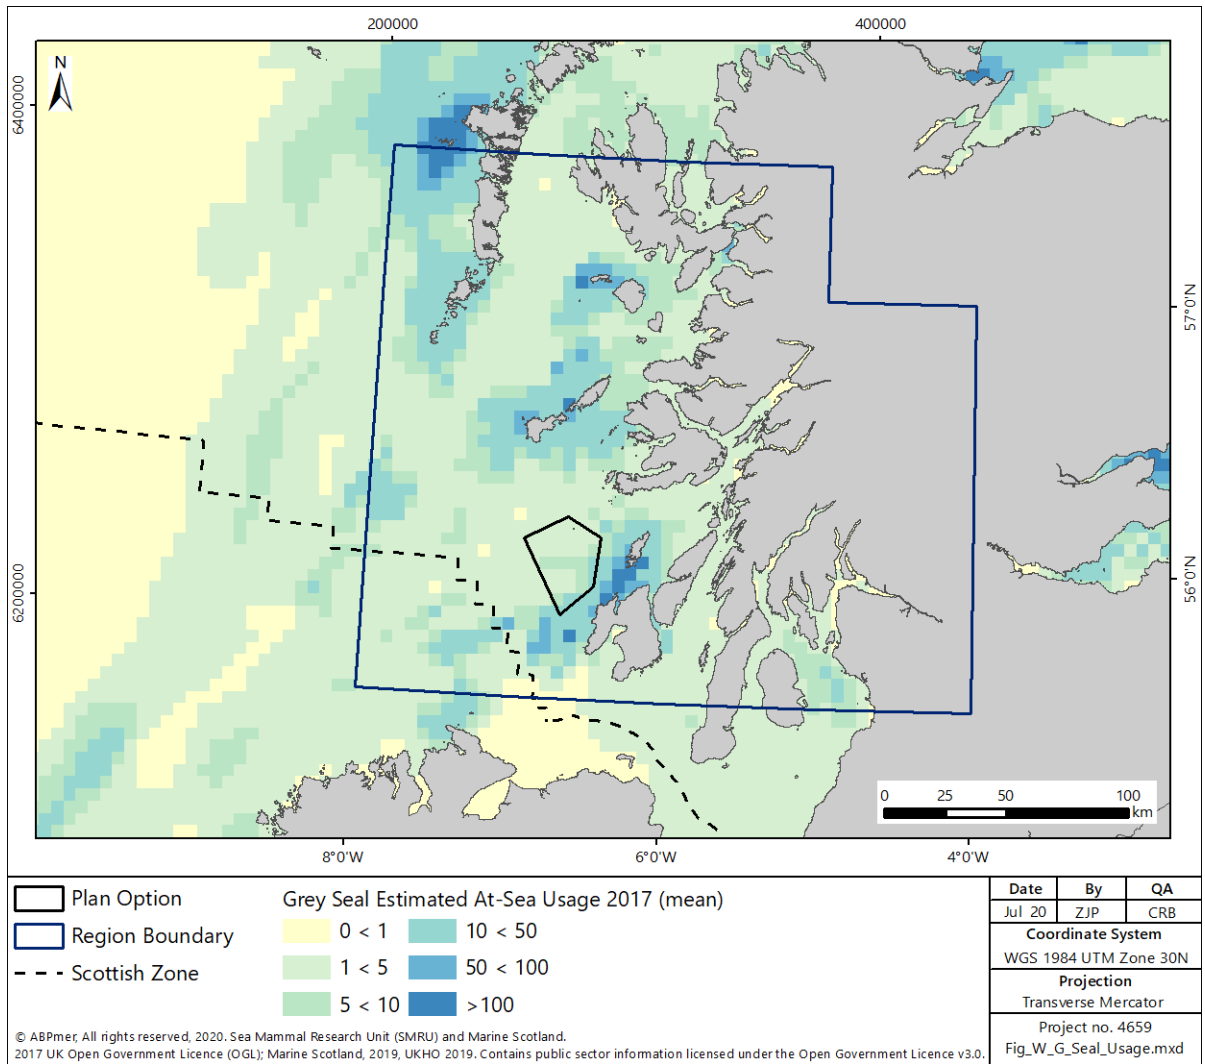 200000
400000
N
6400000
6200000
57°0'N
56°0'N
0
25
50
100
km
8°0'W
6°0'W
4°0'W
Plan Option
Region Boundary
Scottish Zone
Grey Seal Estimated At-Sea Usage 2017 (mean)
0 < 1
10 < 50
1 < 5
50 < 100
5 < 10
>100
Date By QA
Jul 20 ZJP CRB
Coordinate System
WGS 1984 UTM Zone 30N
Projection
Transverse Mercator
Project no. 4659
Fig_W_G_Seal_Usage.mxd
© ABPmer, All rights reserved, 2020. Sea Mammal Research Unit (SMRU) and Marine Scotland.
2017 UK Open Government Licence (OGL); Marine Scotland, 2019, UKHO 2019. Contains public sector information licensed under the Open Government Licence v3.0.